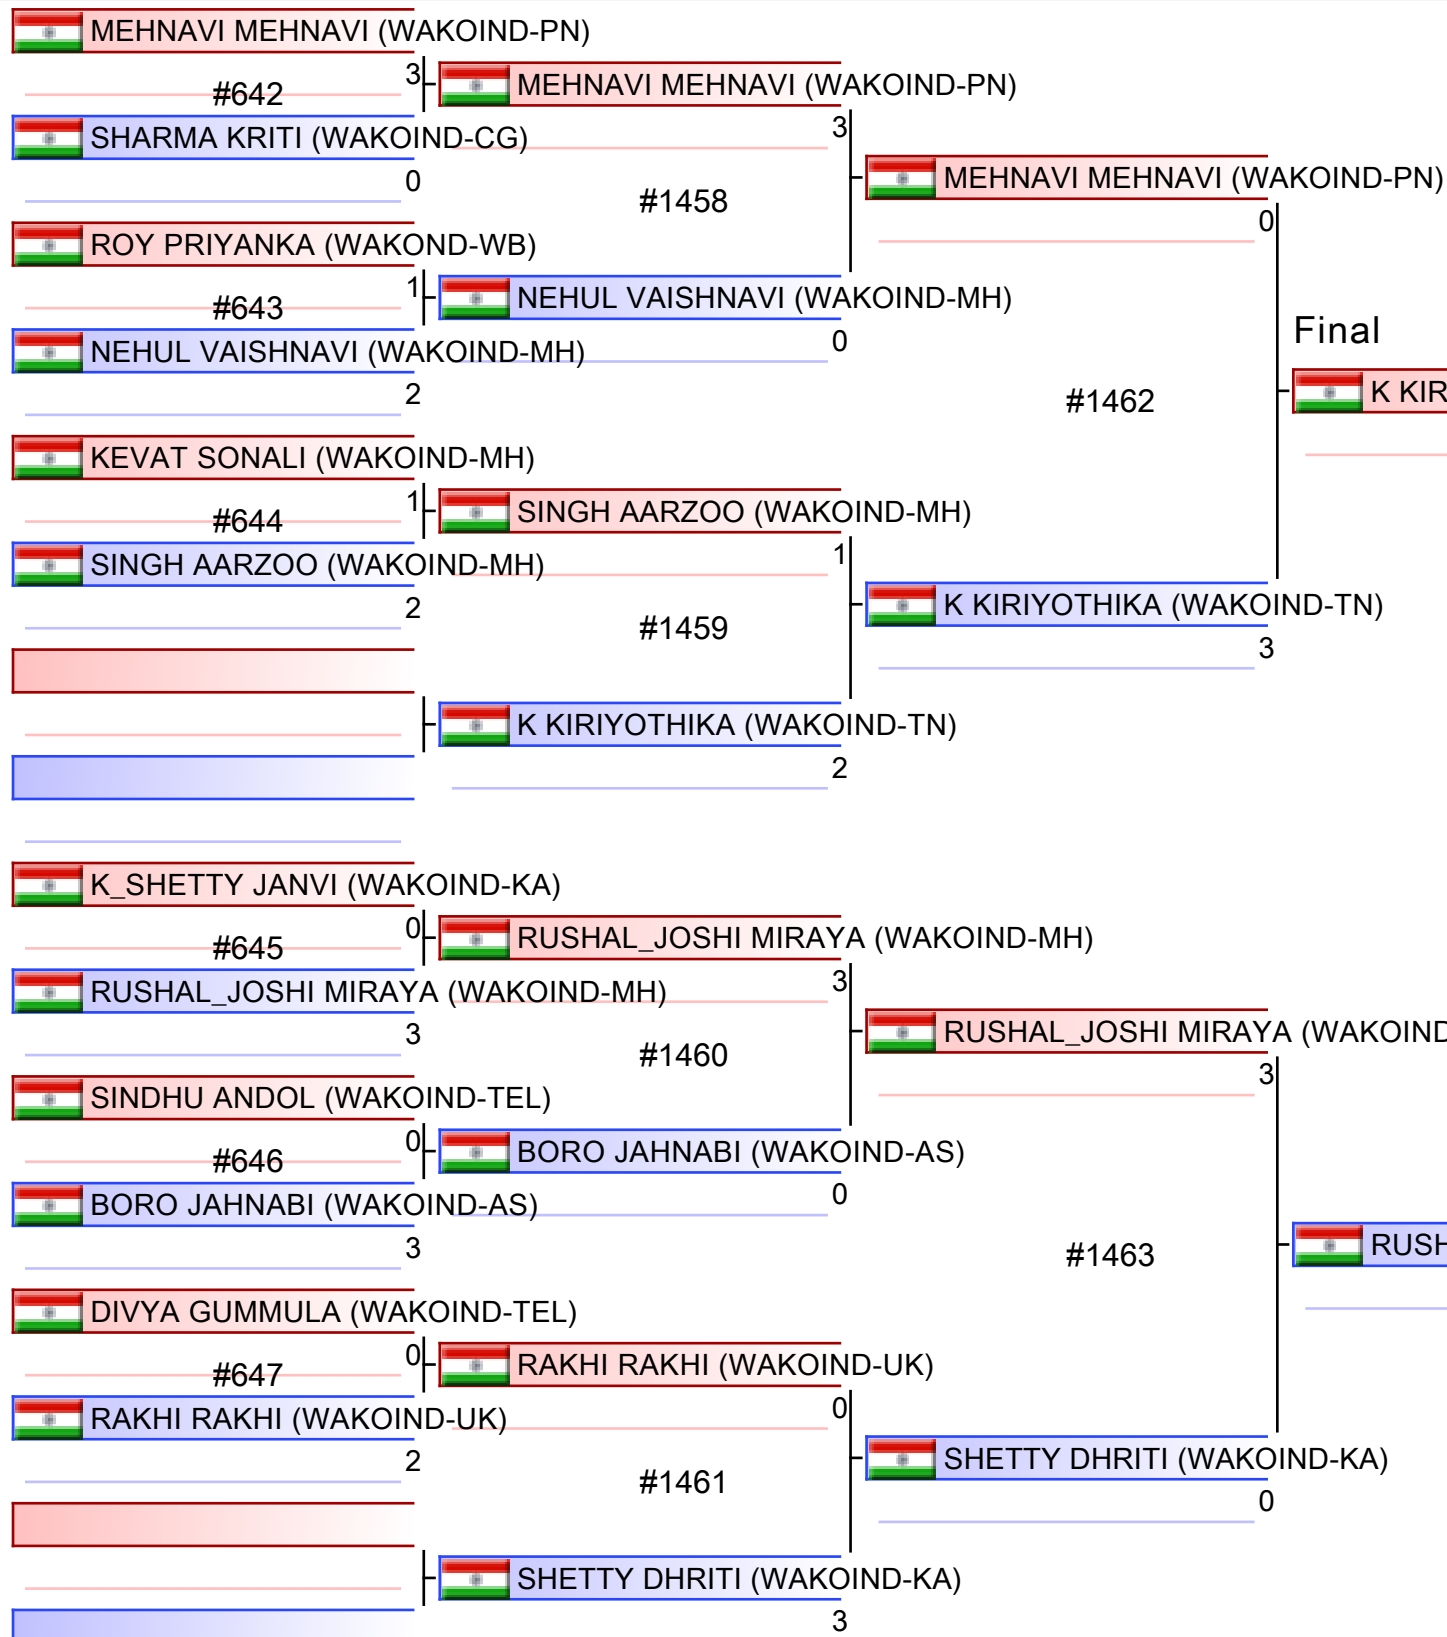 MEHNAVI MEHNAVI (WAKOIND-PN)
3
#642
SHARMA KRITI (WAKOIND-CG)
0
ROY PRIYANKA (WAKOND-WB)
1
#643
NEHUL VAISHNAVI (WAKOIND-MH)
2
KEVAT SONALI (WAKOIND-MH)
1
#644
SINGH AARZOO (WAKOIND-MH)
2
K_SHETTY JANVI (WAKOIND-KA)
0
#645
RUSHAL_JOSHI MIRAYA (WAKOIND-MH)
3
SINDHU ANDOL (WAKOIND-TEL)
0
#646
BORO JAHNABI (WAKOIND-AS)
3
DIVYA GUMMULA (WAKOIND-TEL)
0
#647
RAKHI RAKHI (WAKOIND-UK)
2
MEHNAVI MEHNAVI (WAKOIND-PN)
3
#1458
NEHUL VAISHNAVI (WAKOIND-MH)
0
SINGH AARZOO (WAKOIND-MH)
1
#1459
K KIRIYOTHIKA (WAKOIND-TN)
2
RUSHAL_JOSHI MIRAYA (WAKOIND-MH)
3
#1460
BORO JAHNABI (WAKOIND-AS)
0
RAKHI RAKHI (WAKOIND-UK)
0
#1461
SHETTY DHRITI (WAKOIND-KA)
3
MEHNAVI MEHNAVI (WAKOIND-PN)
0
#1462
K KIRIYOTHIKA (WAKOIND-TN)
3
RUSHAL_JOSHI MIRAYA (WAKOIND
3
#1463
SHETTY DHRITI (WAKOIND-KA)
0
Final
K KIR
RUSH